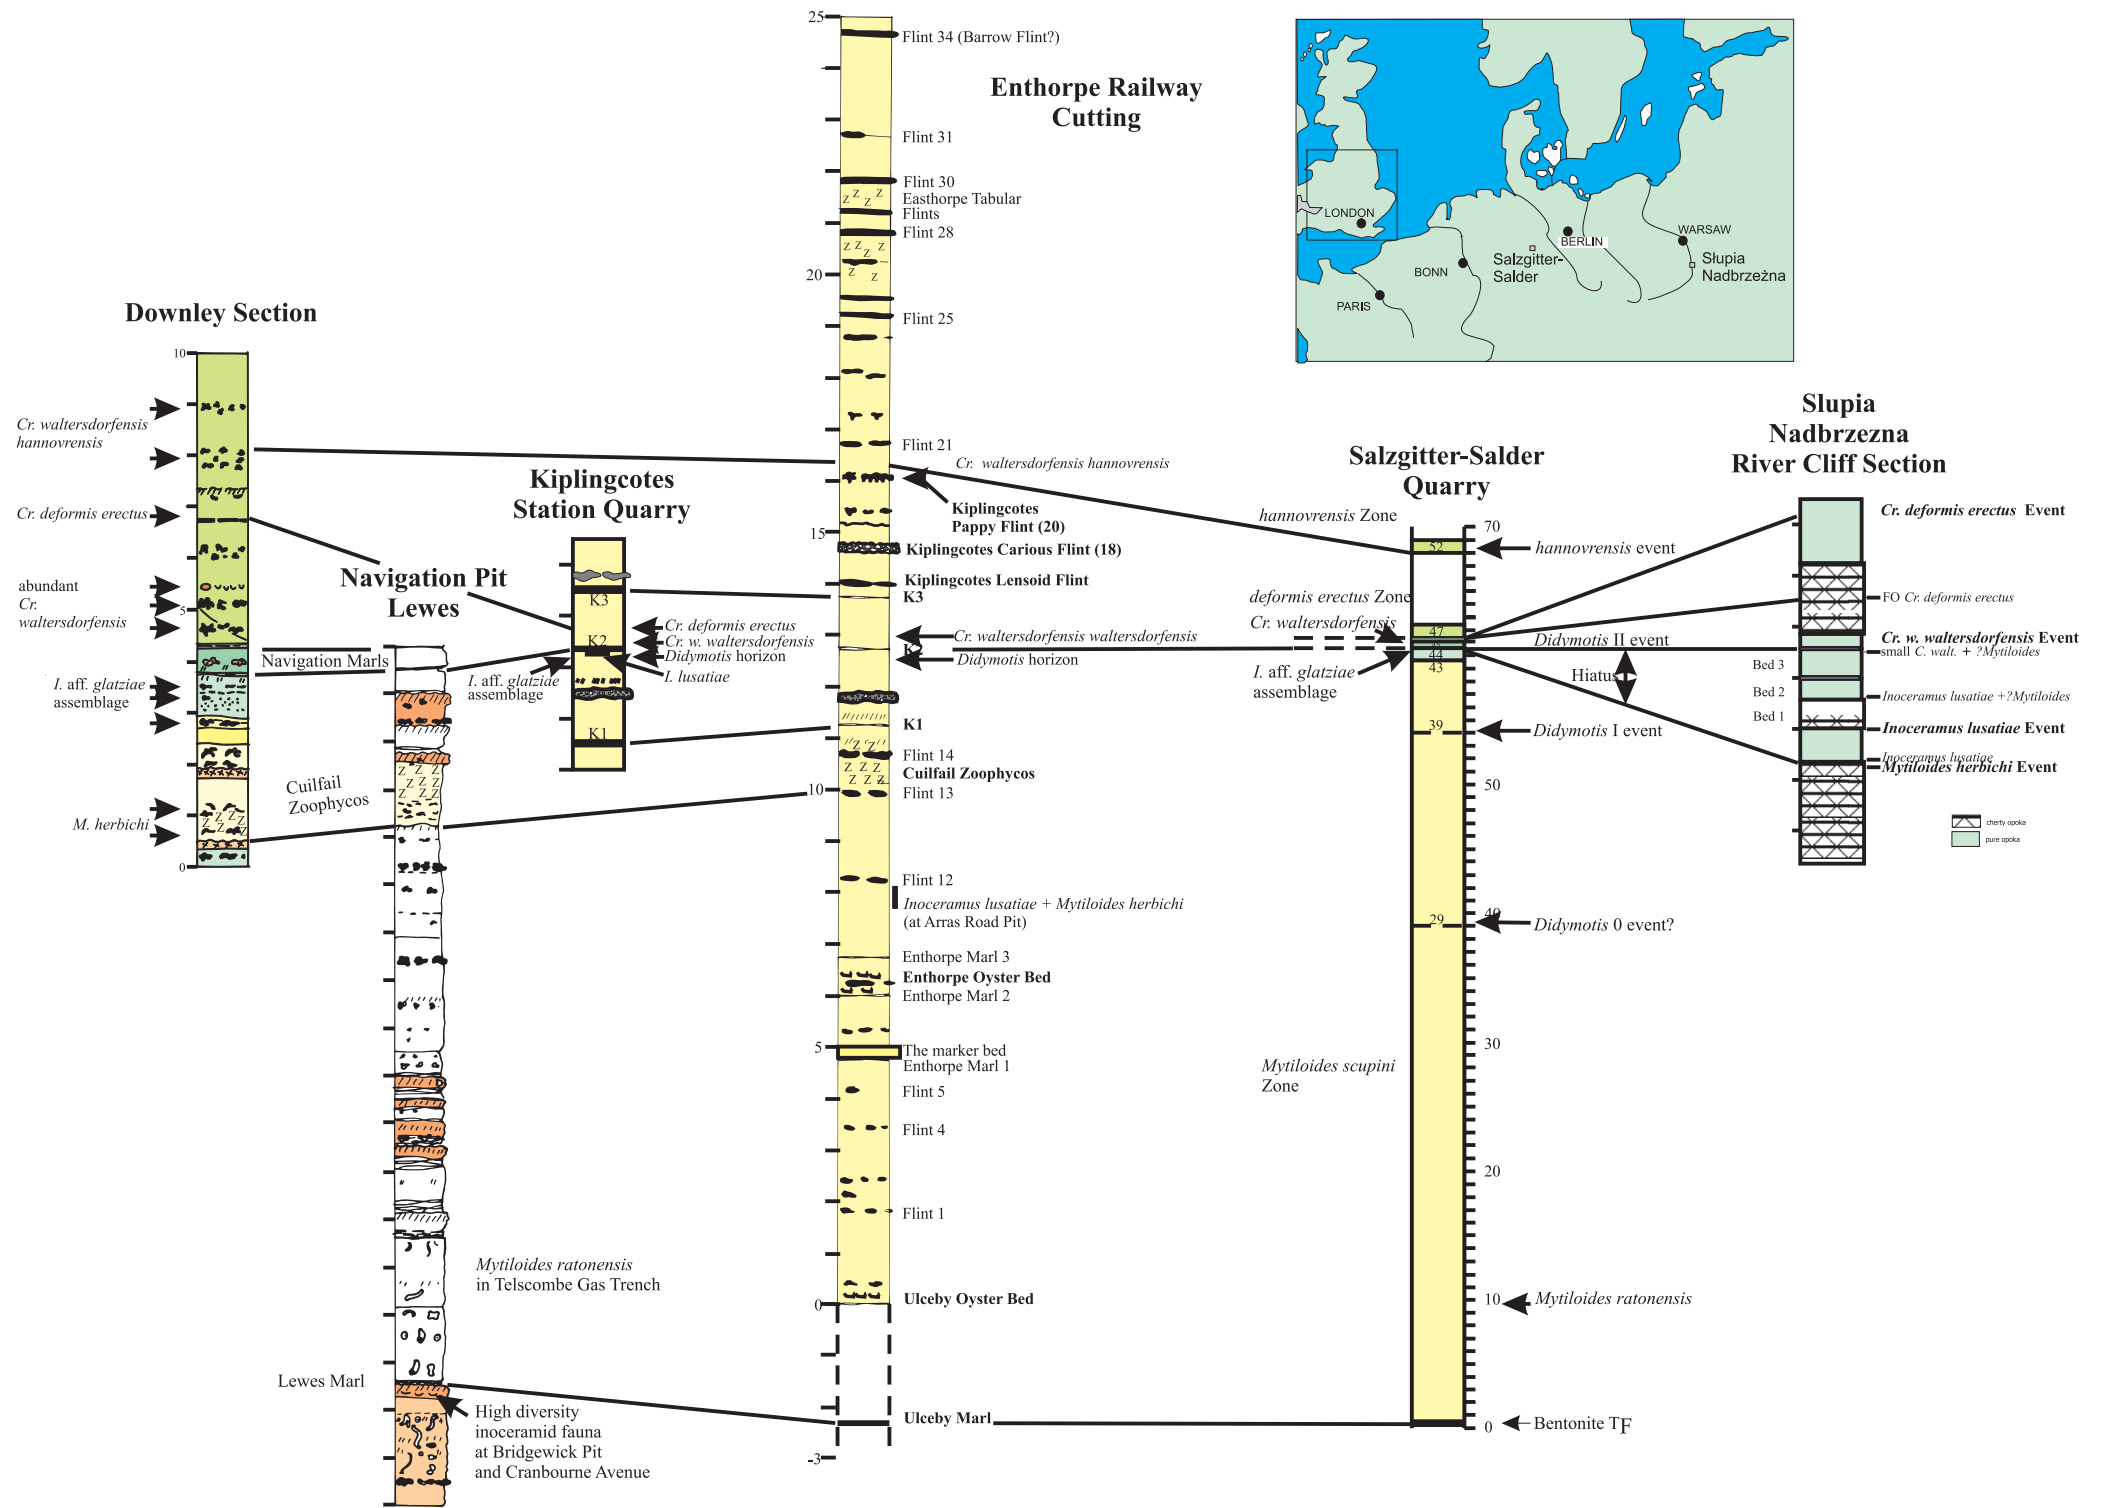 25
Flint 34 (Barrow Flint?)
Enthorpe Railway
Cutting
Flint 31
Flint 30
Easthorpe Tabular
Flints
Flint 28
20
Flint 25
Flint 21
Cr. waltersdorfensis hannovrensis
Kiplingcotes
Pappy Flint (20)
15
Kiplingcotes Carious Flint (18)
Kiplingcotes Lensoid Flint
K3
Cr. waltersdorfensis waltersdorfensis
K2
Didymotis horizon
K1
Flint 14
Cuilfail Zoophycos
10
Flint 13
Flint 12
Inoceramus lusatiae + Mytiloides herbichi
(at Arras Road Pit)
Enthorpe Marl 3
Enthorpe Oyster Bed
Enthorpe Marl 2
5
The marker bed
Enthorpe Marl 1
Flint 5
Flint 4
Flint 1
0
Ulceby Oyster Bed
Ulceby Marl
-3
LONDON
PARIS
BONN
BERLIN
Salzgitter-
Salder
WARSAW
Słupia
Nadbrzeżna
Downley Section
10
Cr. waltersdorfensis
hannovrensis
Cr. deformis erectus
abundant
Cr.
waltersdorfensis
5
I. aff. glatziae
assemblage
M. herbichi
0
Navigation Pit
Lewes
Navigation Marls
Cuilfail
Zoophycos
Mytiloides ratonensis
in Telscombe Gas Trench
Lewes Marl
High diversity
inoceramid fauna
at Bridgewick Pit
and Cranbourne Avenue
Kiplingcotes
Station Quarry
K3
K2
K1
Cr. deformis erectus
Cr. w. waltersdorfensis
Didymotis horizon
I. lusatiae
I. aff. glatziae
assemblage
Salzgitter-Salder
Quarry
hannovrensis Zone
deformis erectus Zone
Cr. waltersdorfensis
I. aff. glatziae
assemblage
Mytiloides scupini
Zone
52
47
44
43
39
29
70
50
40
30
20
10
0
hannovrensis event
Didymotis II event
Hiatus
Didymotis I event
Didymotis 0 event?
Mytiloides ratonensis
Bentonite TF
Slupia
Nadbrzezna
River Cliff Section
Cr. deformis erectus Event
FO Cr. deformis erectus
Cr. w. waltersdorfensis Event
small C. walt. + ?Mytiloides
Bed 3
Bed 2
Inoceramus lusatiae +?Mytiloides
Bed 1
Inoceramus lusatiae Event
Inoceramus lusatiae
Mytiloides herbichi Event
cherty opoka
pure opoka